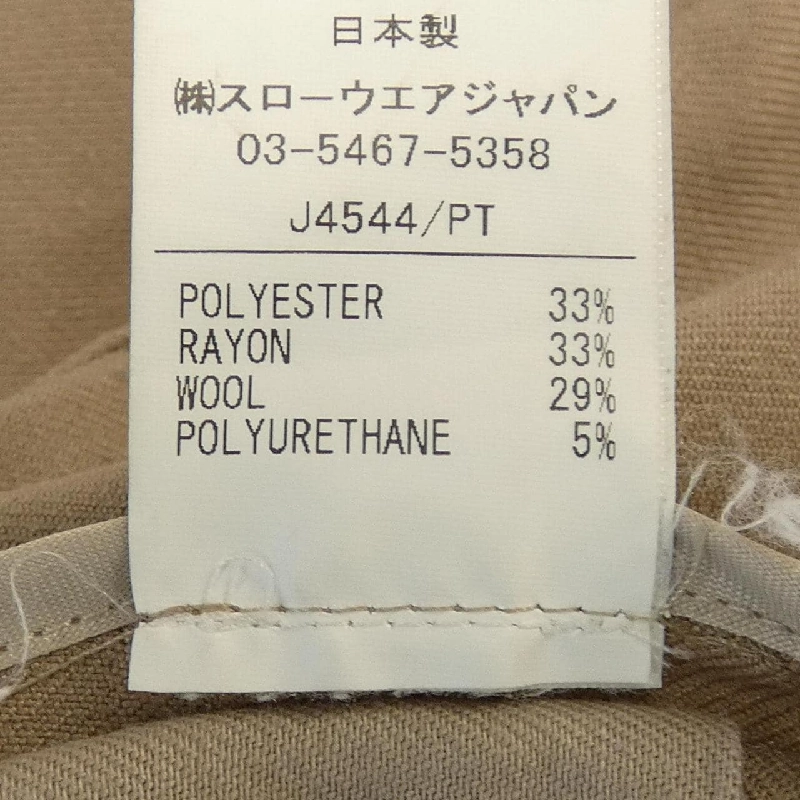 日本製
㈱スローウエアジャパン
03-5467-5358
J4544/PT
POLYESTER 33%
RAYON 33%
WOOL 29%
POLYURETHANE 5%